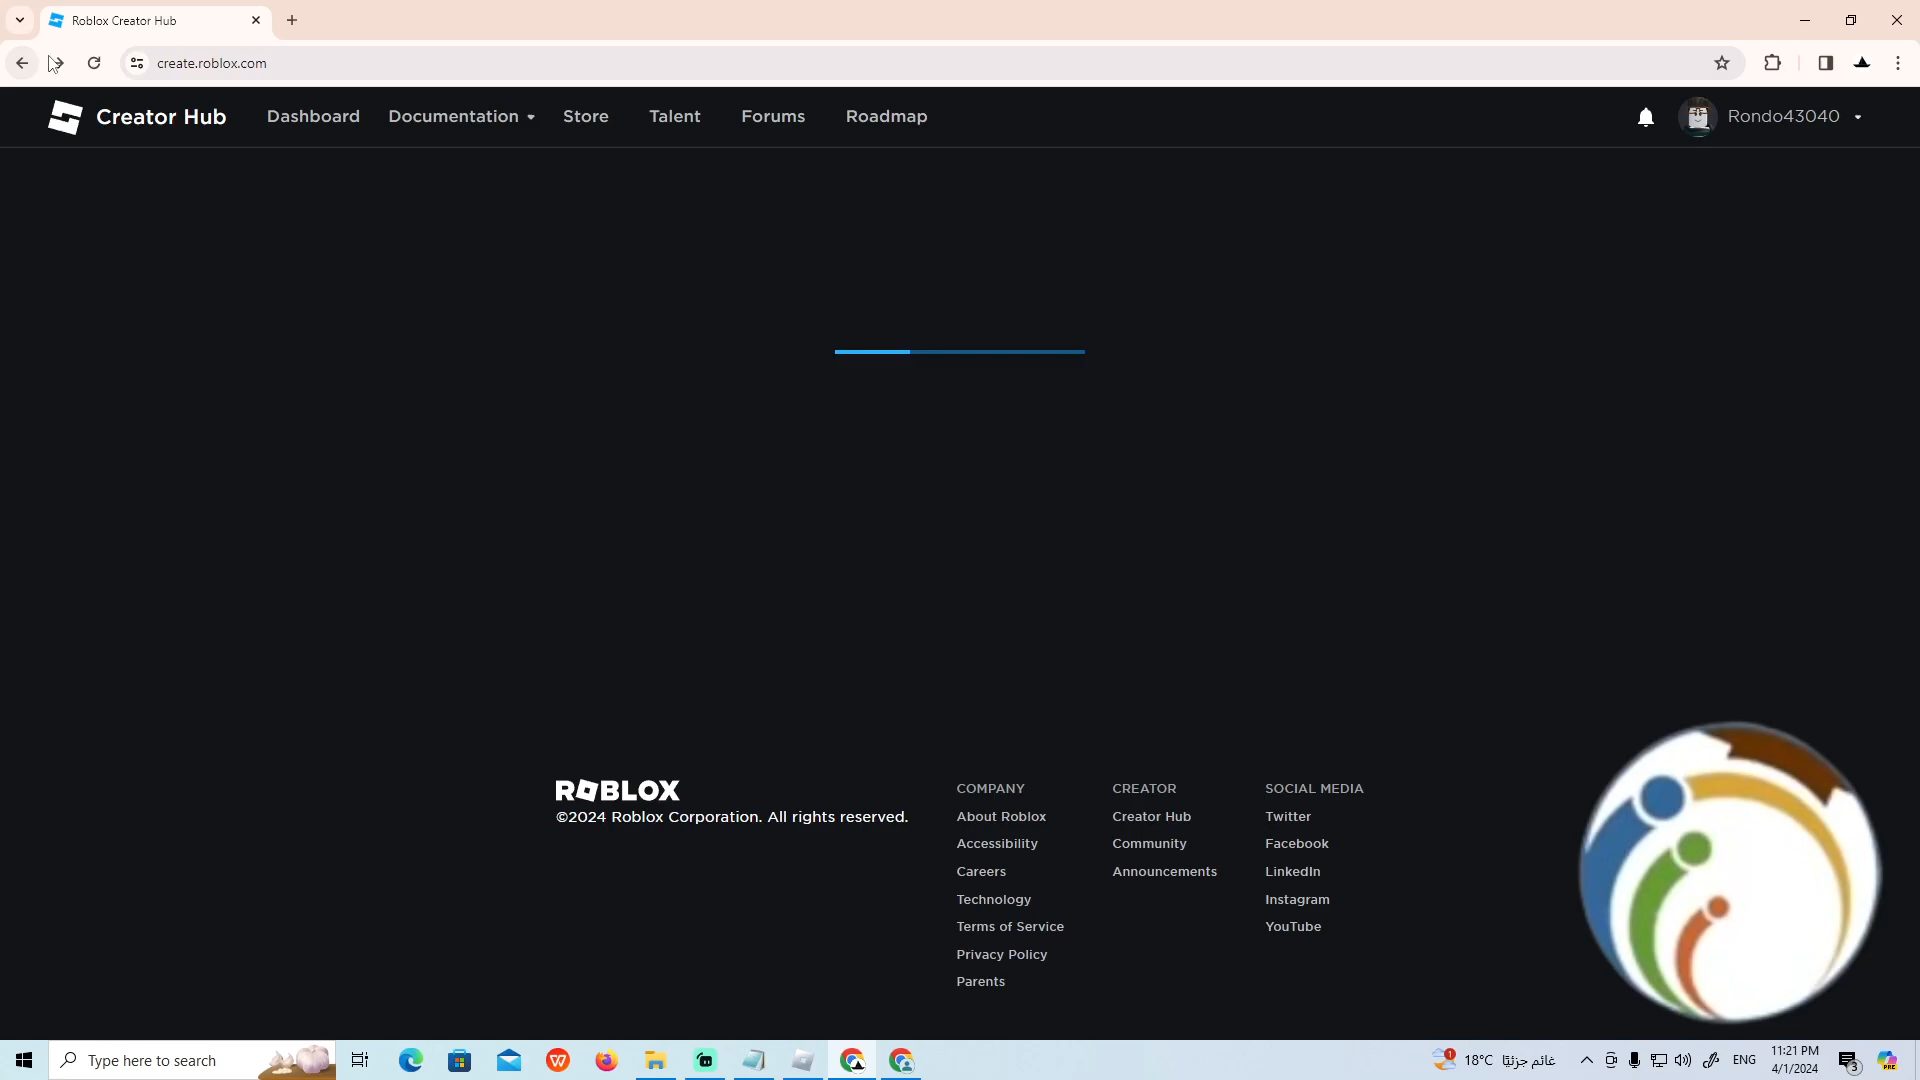 Roblox Creator Hub
create.roblox.com
Creator Hub
Dashboard
Documentation
Store
Talent
Forums
Roadmap
Rondo43040
ROBLOX
©2024 Roblox Corporation. All rights reserved.
COMPANY
About Roblox
Accessibility
Careers
Technology
Terms of Service
Privacy Policy
Parents
CREATOR
Creator Hub
Community
Announcements
SOCIAL MEDIA
Twitter
Facebook
LinkedIn
Instagram
YouTube
Type here to search
W
1
18°C غائم جزئيًا
ENG
11:21 PM
4/1/2024
3
PRE